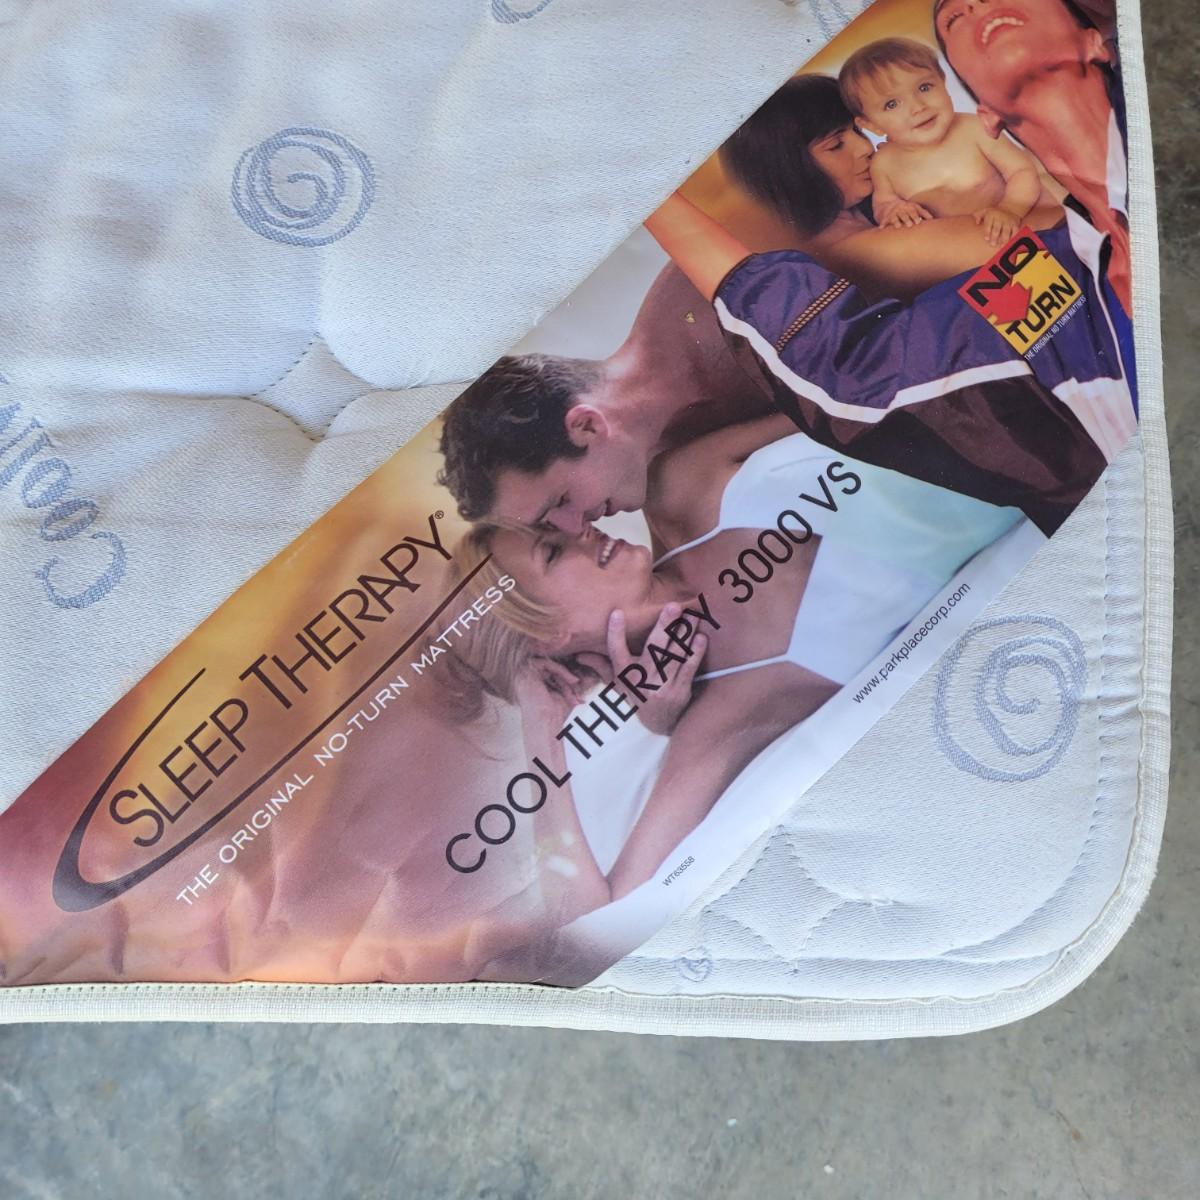 NO
TURN
THE ORIGINAL NO TURN MATTRESS
SLEEP THERAPY®
THE ORIGINAL NO-TURN MATTRESS
COOL THERAPY 3000 VS
www.parkplacecorp.com